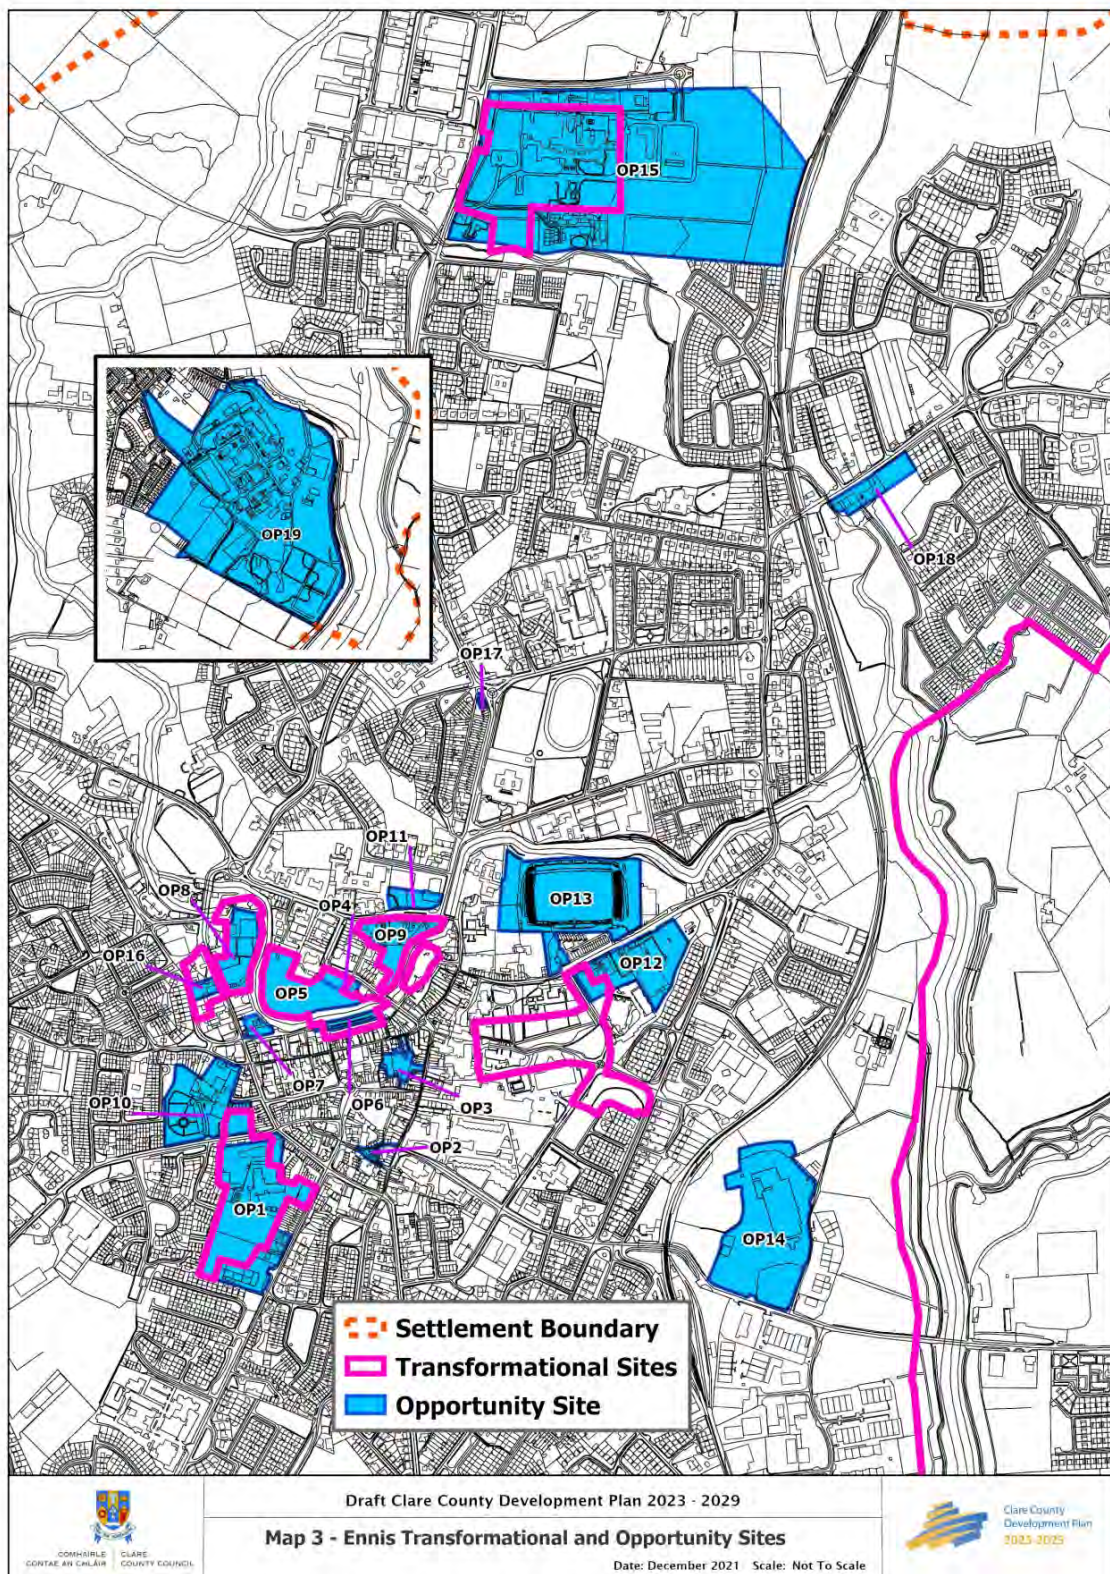 OP15
OP19
OP18
OP17
OP11
OP8
OP4
OP9
OP13
OP16
OP12
OP5
OP7
OP6
OP3
OP10
OP2
OP1
OP14
Settlement Boundary
Transformational Sites
Opportunity Site
Draft Clare County Development Plan 2023 - 2029
Map 3 - Ennis Transformational and Opportunity Sites
Date: December 2021 Scale: Not To Scale
COMHAIRLE CONTAE AN CHLÁIR
CLARE COUNTY COUNCIL
Clare County
Development Plan
2023-2029